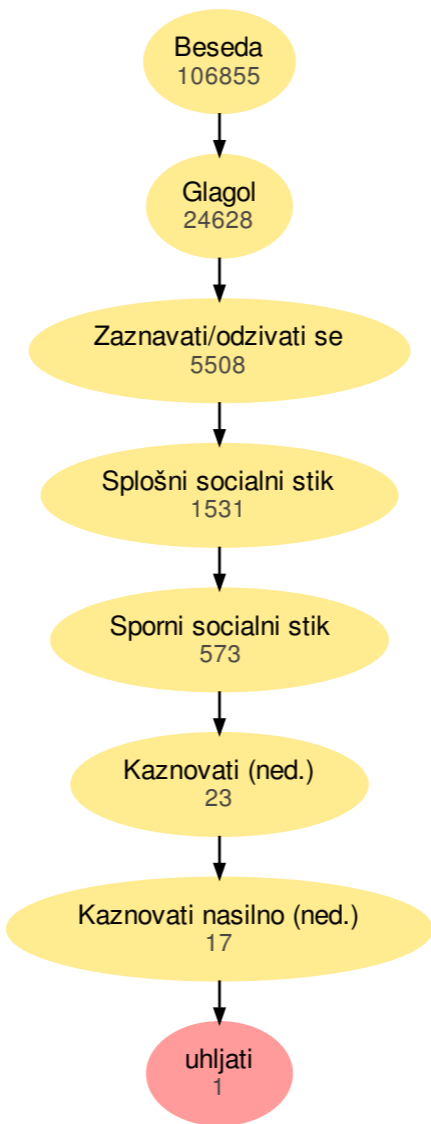 Beseda
106855
Glagol
24628
Zaznavati/odzivati se
5508
Splošni socialni stik
1531
Sporni socialni stik
573
Kaznovati (ned.)
23
Kaznovati nasilno (ned.)
17
uhljati
1